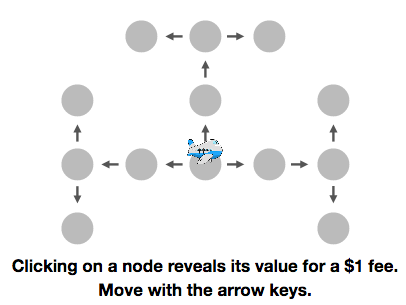 Clicking on a node reveals its value for a $1 fee.
Move with the arrow keys.